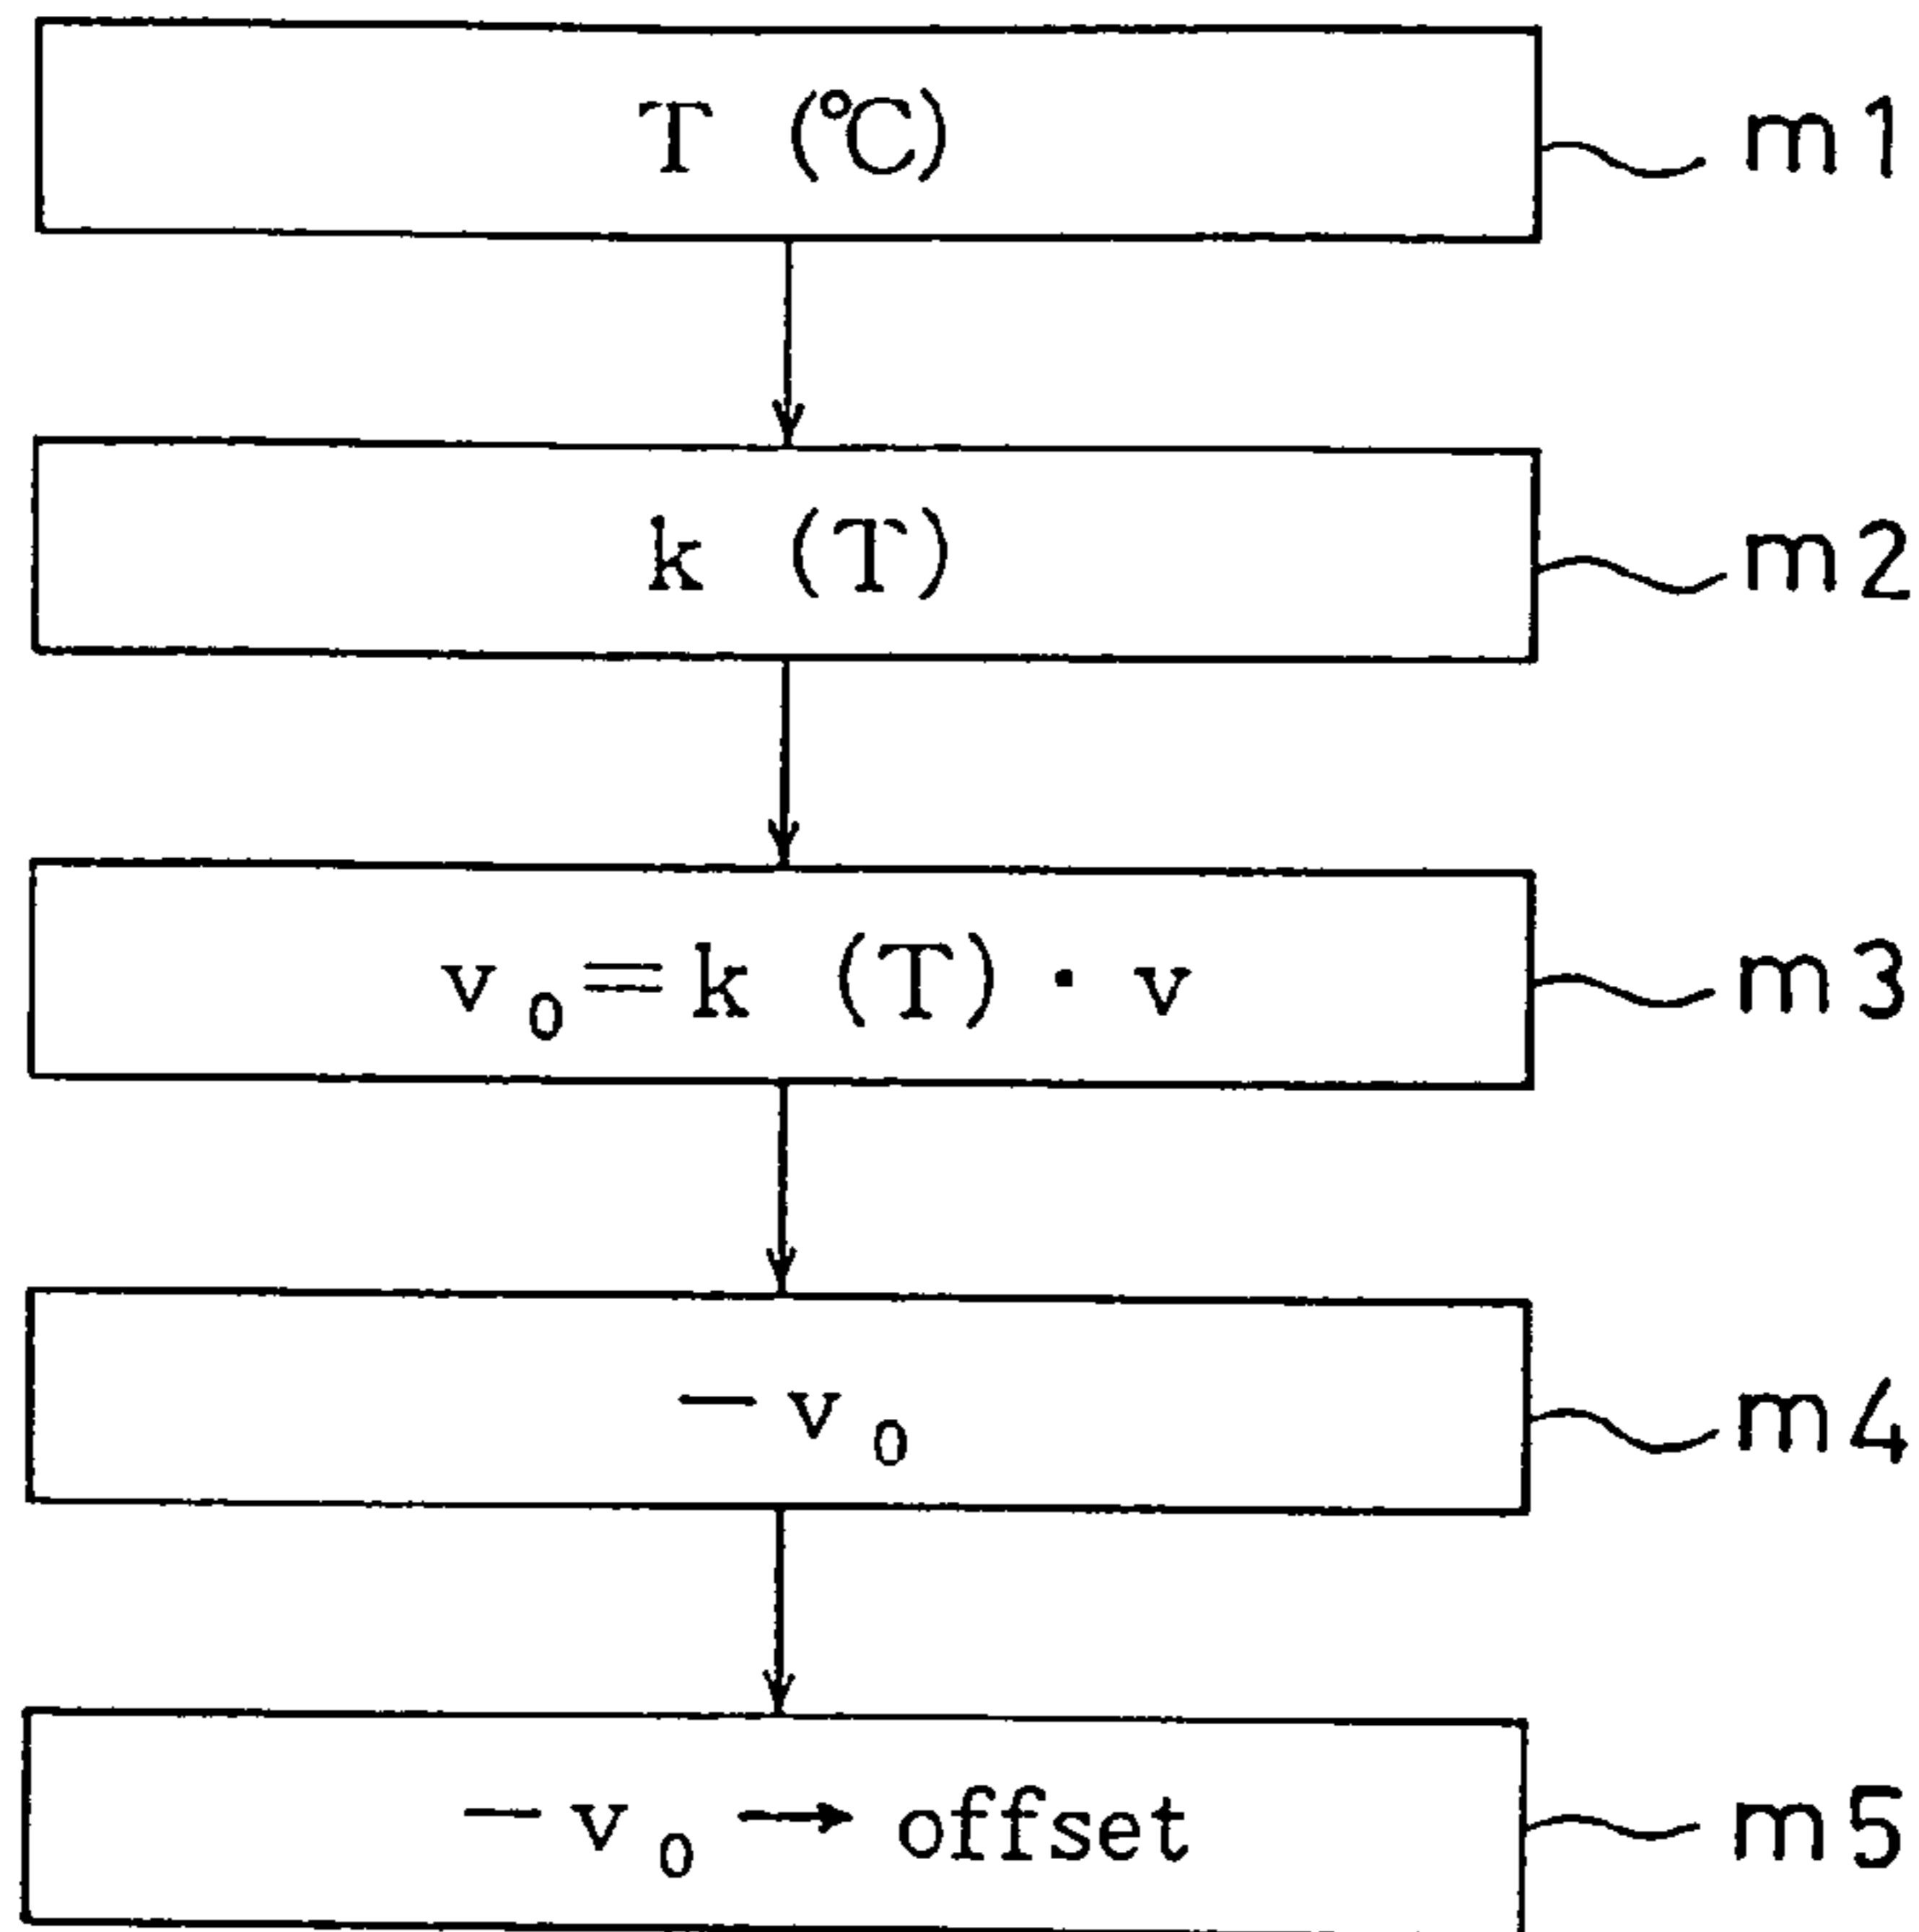 T (℃) m1
k (T) m2
v₀=k (T)・v m3
−v₀ m4
−v₀→offset m5